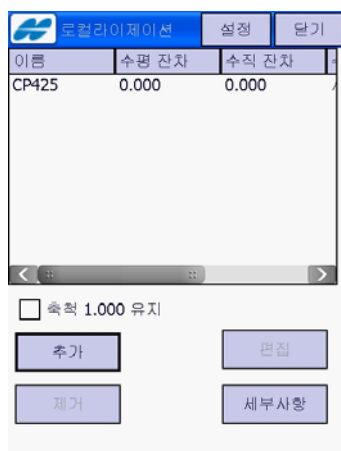 로컬라이제이션 설정 닫기
이름 수평 잔차 수직 잔차
CP425 0.000 0.000
축척 1.000 유지
추가 편집
제거 세부사항